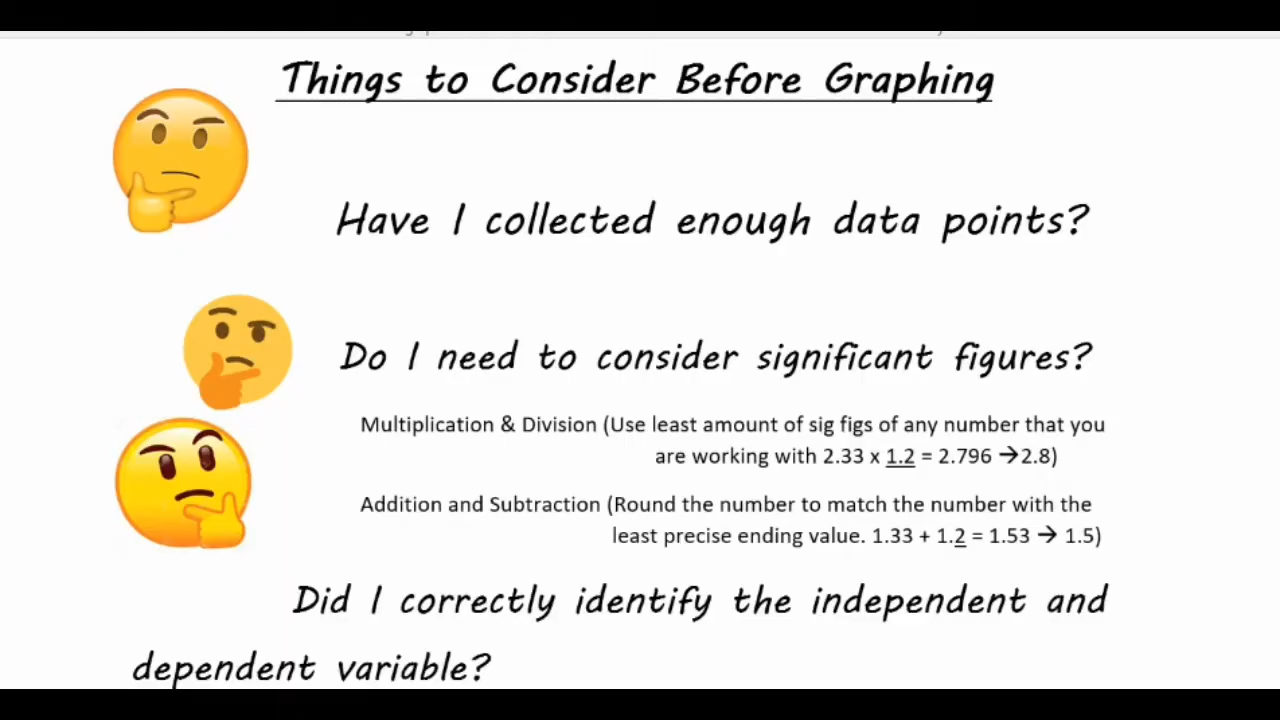 Things to Consider Before Graphing
Have I collected enough data points?
Do I need to consider significant figures?
Multiplication & Division (Use least amount of sig figs of any number that you
are working with 2.33 x 1.2 = 2.796 →2.8)
Addition and Subtraction (Round the number to match the number with the
least precise ending value. 1.33 + 1.2 = 1.53 → 1.5)
Did I correctly identify the independent and
dependent variable?